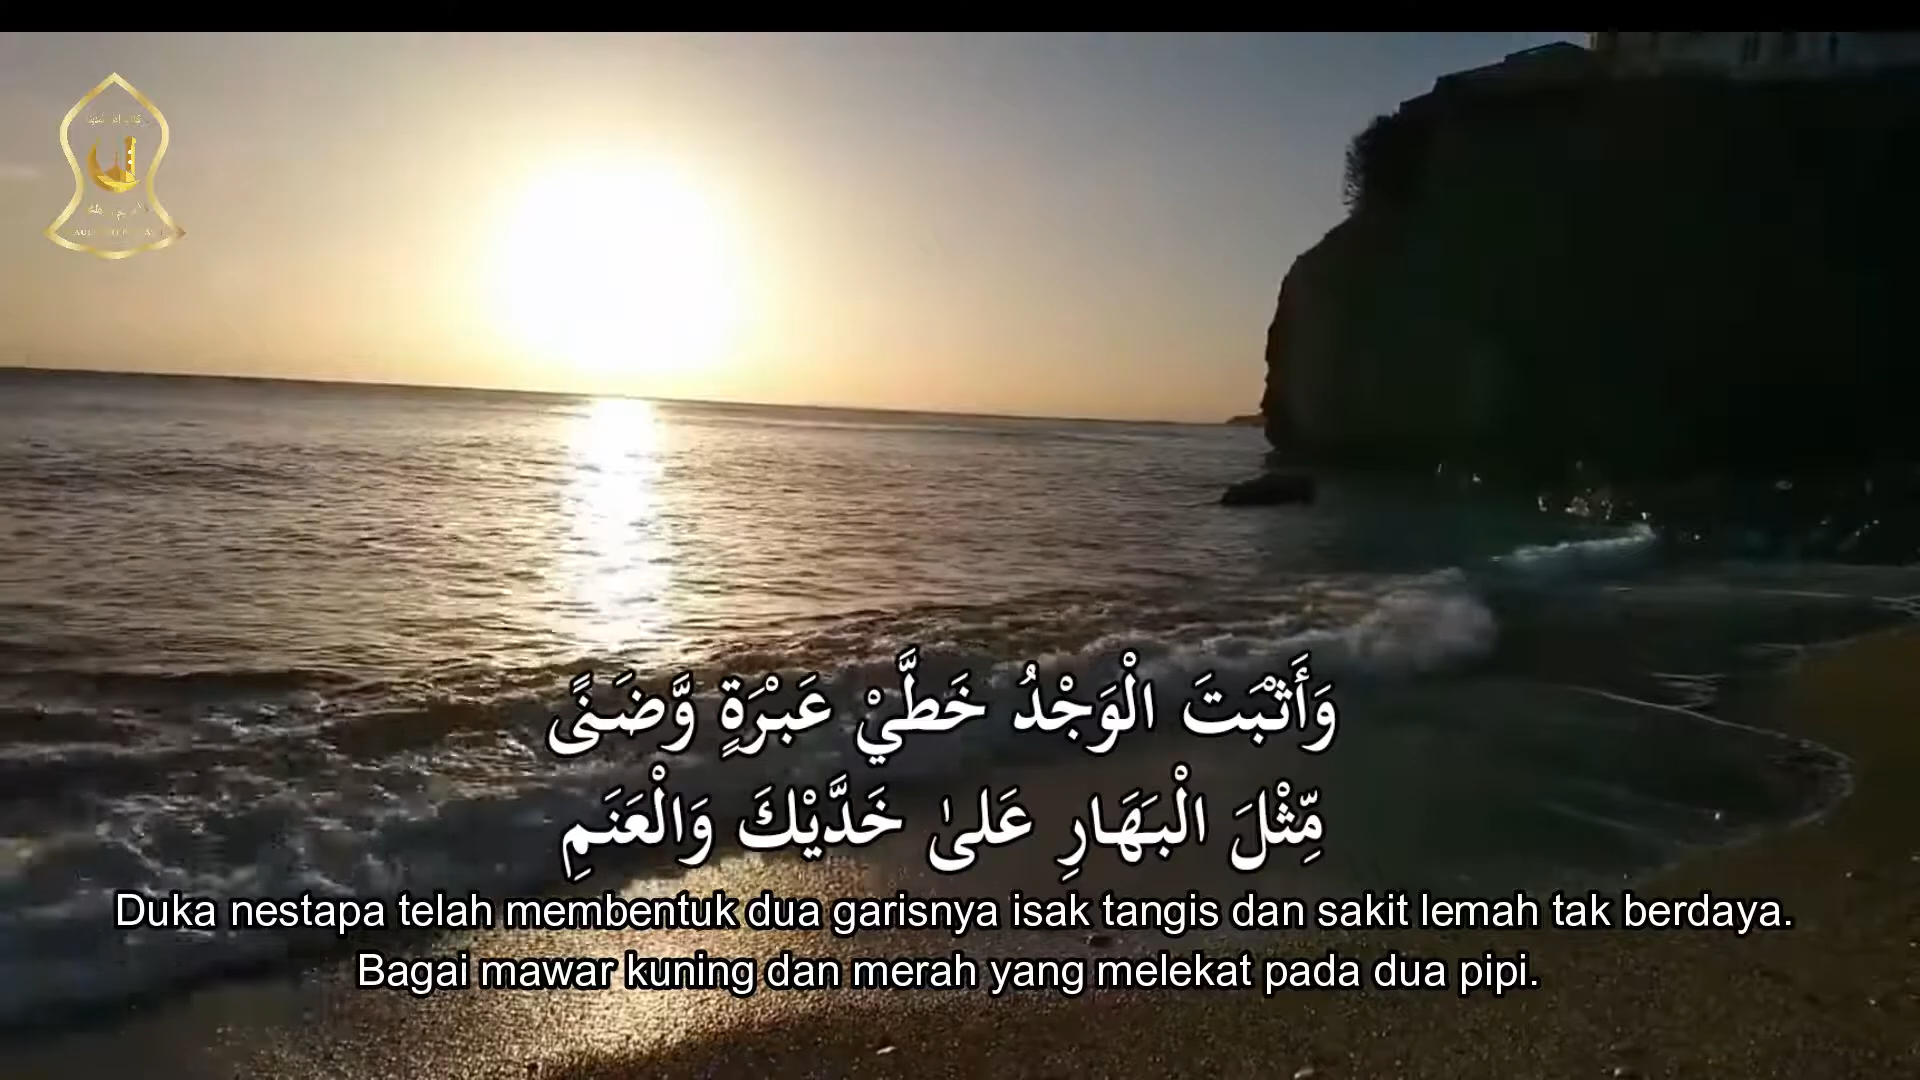 وَأَثْبَتَ الْوَجْدُ خَطَّيْ عَبْرَةٍ وَّضَنًى
مِّثْلَ الْبَهَارِ عَلىٰ خَدَّيْكَ وَالْعَنَمِ
Duka nestapa telah membentuk dua garisnya isak tangis dan sakit lemah tak berdaya.
Bagai mawar kuning dan merah yang melekat pada dua pipi.